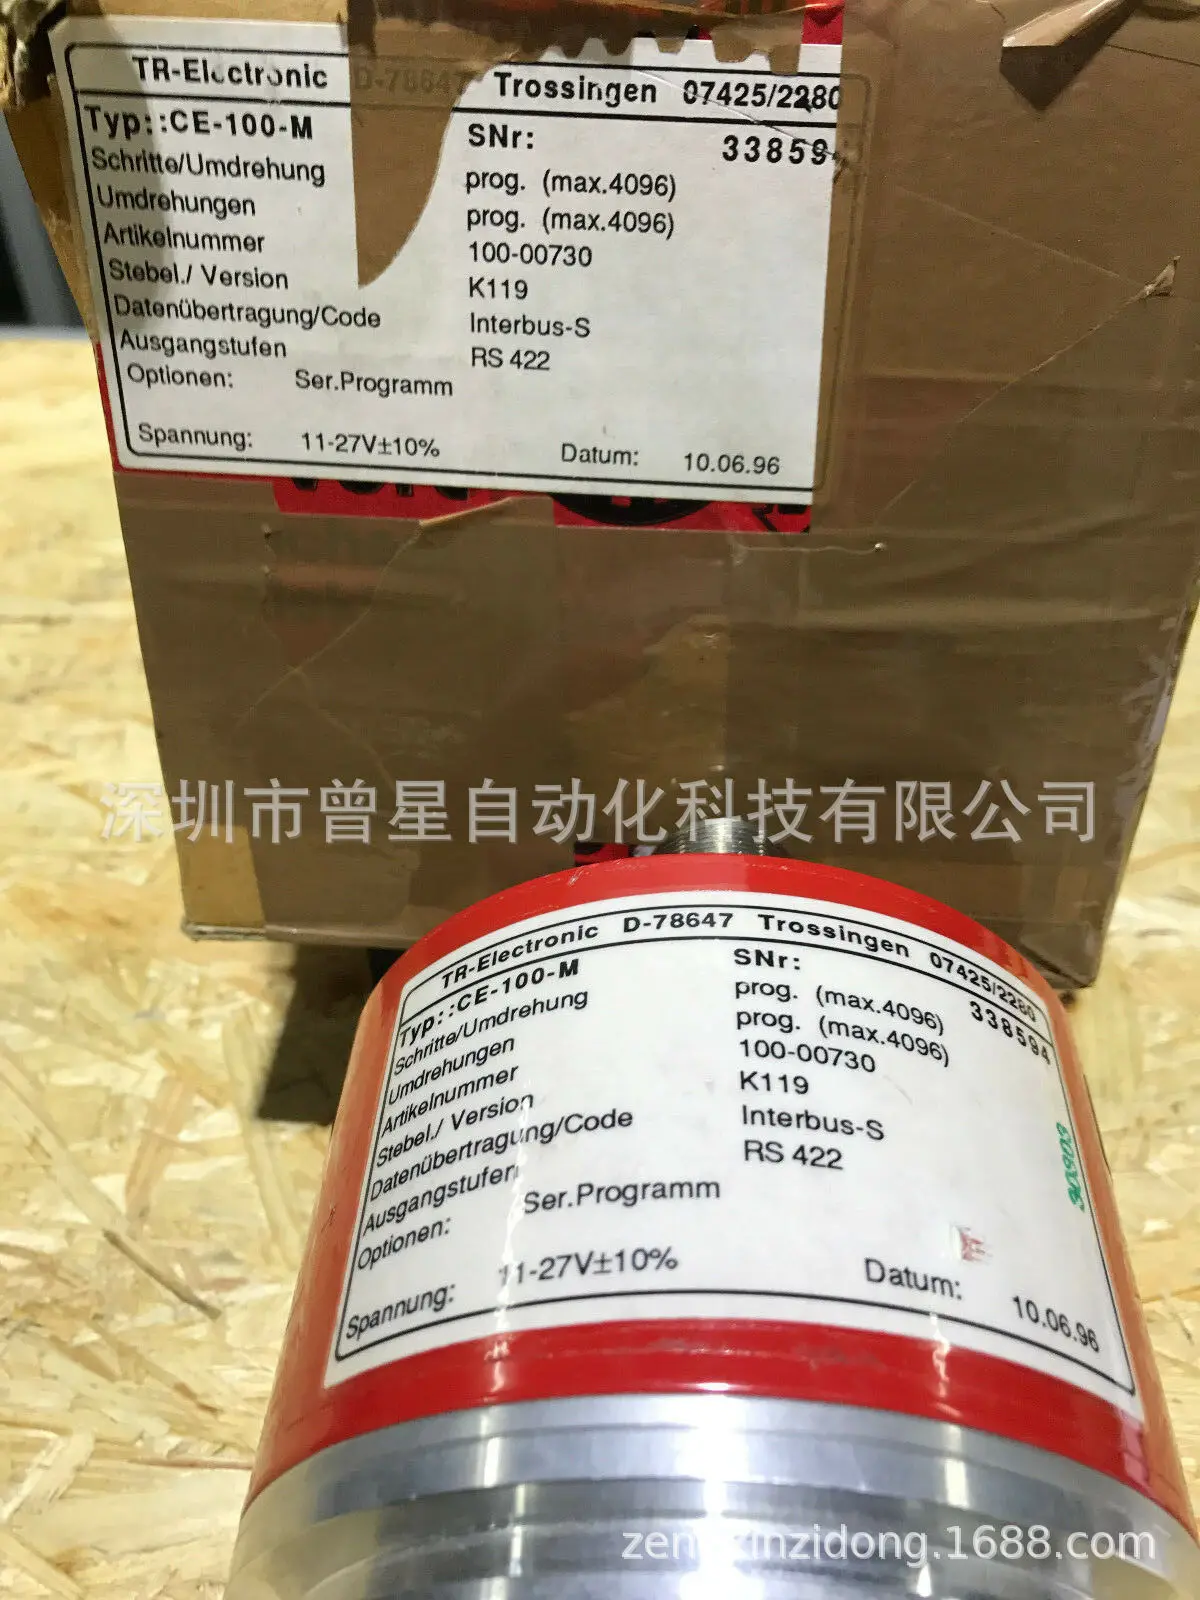 TR-Electronic D-78647 Trossingen 07425/2280
Typ::CE-100-M SNr: 33859
Schritte/Umdrehung prog. (max.4096)
Umdrehungen prog. (max.4096)
Artikelnummer 100-00730
Stebel./ Version K119
Datenübertragung/Code Interbus-S
Ausgangstufen RS 422
Optionen: Ser.Programm
Spannung: 11-27V±10% Datum: 10.06.96
深圳市曾星自动化科技有限公司
TR-Electronic D-78647 Trossingen 07425/2280
Typ::CE-100-M SNr: 338594
Schritte/Umdrehung prog. (max.4096)
Umdrehungen prog. (max.4096)
Artikelnummer 100-00730
Stebel./ Version K119
Datenübertragung/Code Interbus-S
Ausgangstufen RS 422
Optionen: Ser.Programm
Spannung: 11-27V±10% Datum: 10.06.96
30903
zengxinzidong.1688.com